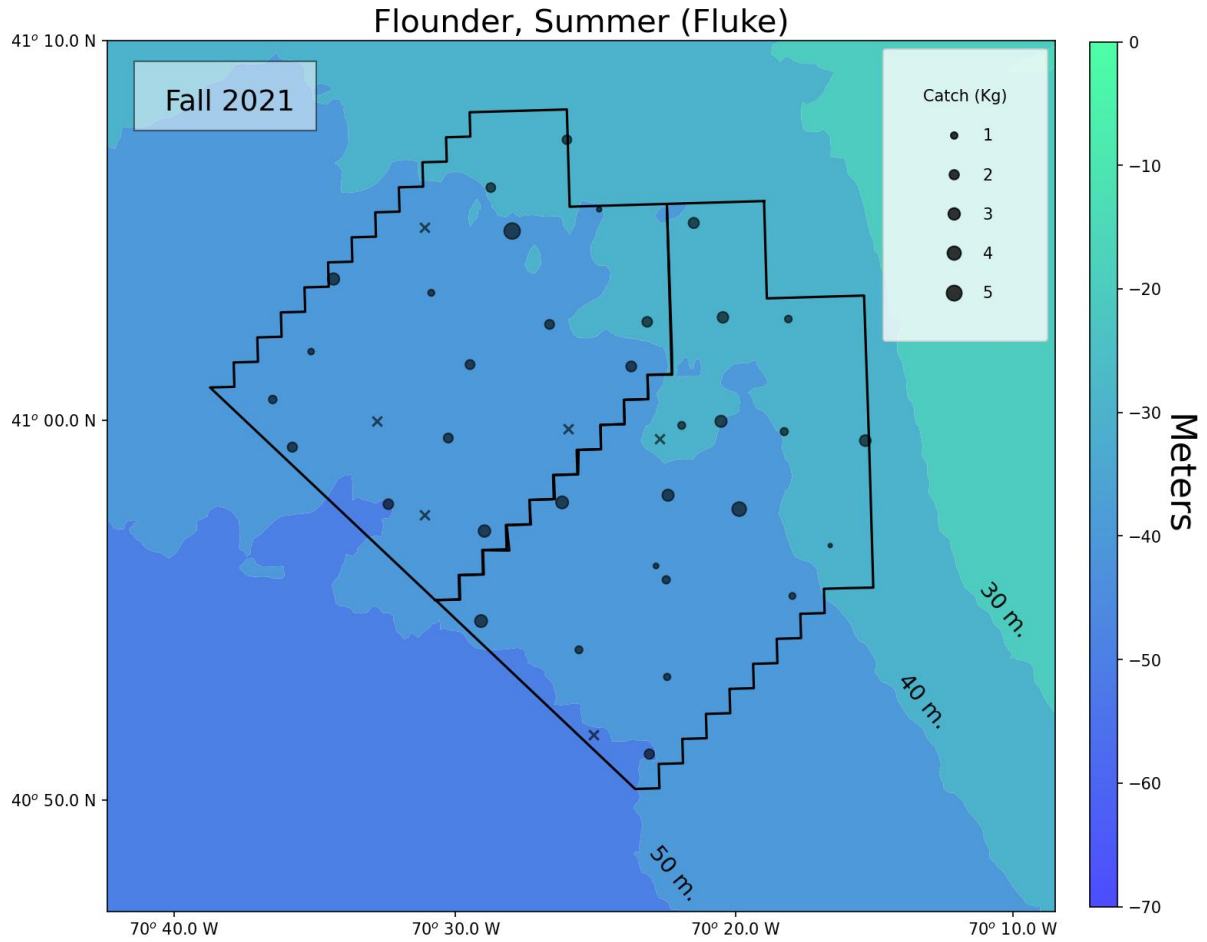 Flounder, Summer (Fluke)
41° 10.0 N
Fall 2021
Catch (Kg)
1
2
3
4
5
41° 00.0 N
40° 50.0 N
30 m.
40 m.
50 m.
70° 40.0 W
70° 30.0 W
70° 20.0 W
70° 10.0 W
0
−10
−20
−30
−40
−50
−60
−70
Meters